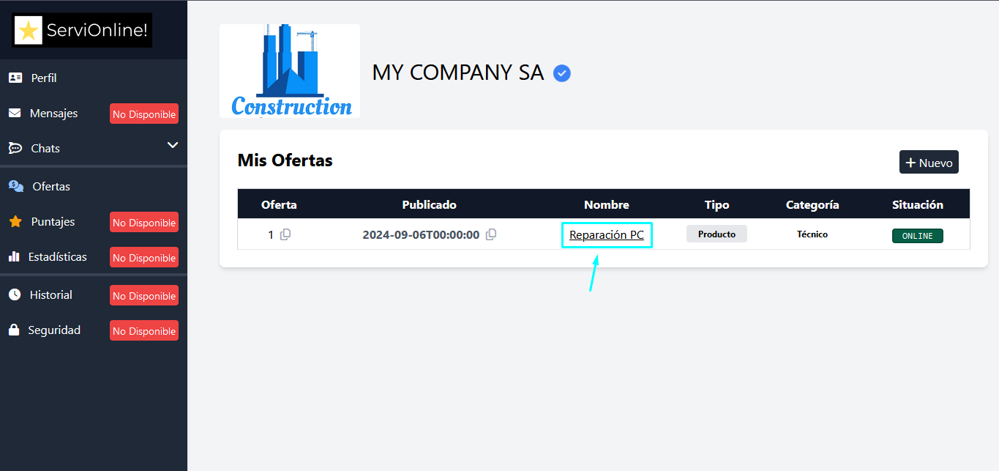 ServiOnline!
Perfil
Mensajes No Disponible
Chats
Ofertas
Puntajes No Disponible
Estadísticas No Disponible
Historial No Disponible
Seguridad No Disponible
Construction
MY COMPANY SA
Mis Ofertas
Nuevo
Oferta Publicado Nombre Tipo Categoría Situación
1 2024-09-06T00:00:00 Reparación PC Producto Técnico ONLINE